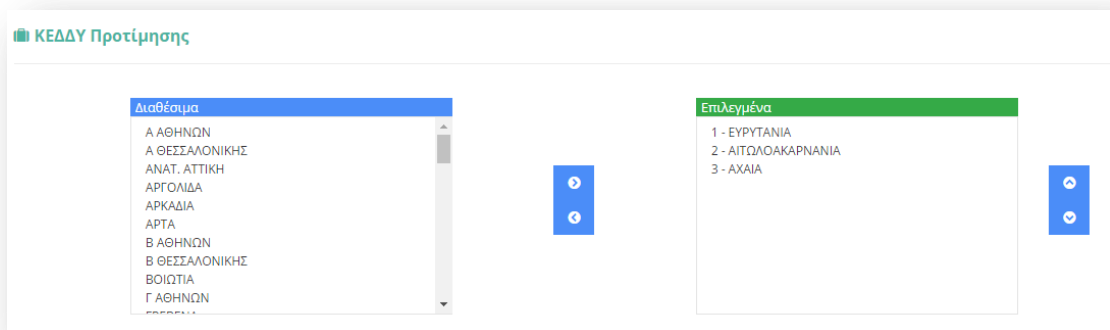 ΚΕΔΔΥ Προτίμησης
Διαθέσιμα
Α ΑΘΗΝΩΝ
Α ΘΕΣΣΑΛΟΝΙΚΗΣ
ΑΝΑΤ. ΑΤΤΙΚΗ
ΑΡΓΟΛΙΔΑ
ΑΡΚΑΔΙΑ
ΑΡΤΑ
Β ΑΘΗΝΩΝ
Β ΘΕΣΣΑΛΟΝΙΚΗΣ
ΒΟΙΩΤΙΑ
Γ ΑΘΗΝΩΝ
Επιλεγμένα
1 - ΕΥΡΥΤΑΝΙΑ
2 - ΑΙΤΩΛΟΑΚΑΡΝΑΝΙΑ
3 - ΑΧΑΙΑ